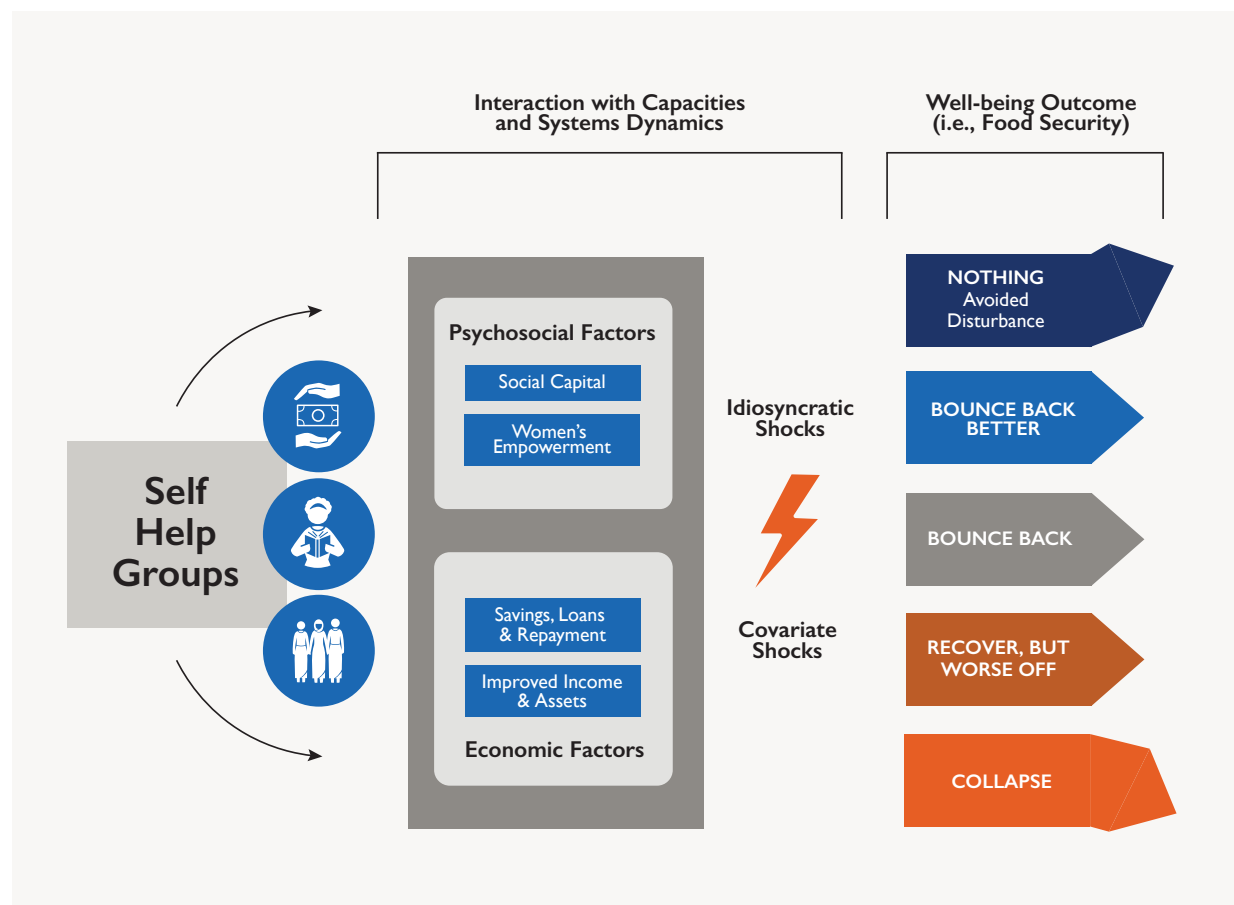 Interaction with Capacities
and Systems Dynamics
Well-being Outcome
(i.e., Food Security)
Self
Help
Groups
Psychosocial Factors
Social Capital
Women’s
Empowerment
Savings, Loans
& Repayment
Improved Income
& Assets
Economic Factors
Idiosyncratic
Shocks
Covariate
Shocks
NOTHING
Avoided
Disturbance
BOUNCE BACK
BETTER
BOUNCE BACK
RECOVER, BUT
WORSE OFF
COLLAPSE